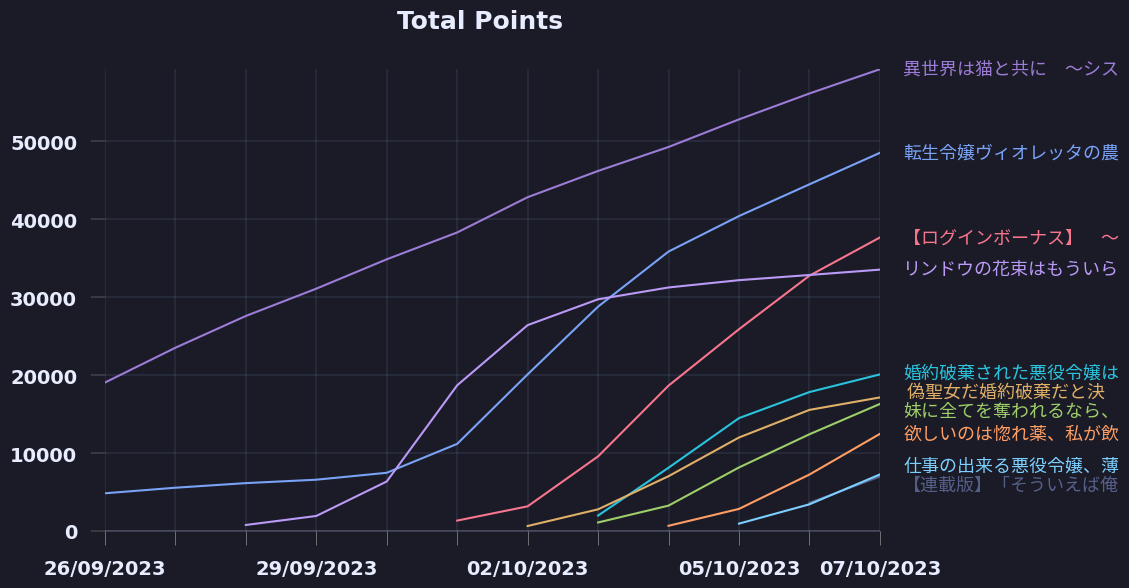 Total Points
異世界は猫と共に　～シス
50000
転生令嬢ヴィオレッタの農
40000
【ログインボーナス】　～
リンドウの花束はもういら
30000
20000
婚約破棄された悪役令嬢は
偽聖女だ婚約破棄だと決
妹に全てを奪われるなら、
欲しいのは惚れ薬、私が飲
10000
仕事の出来る悪役令嬢、薄
【連載版】「そういえば俺
0
26/09/2023
29/09/2023
02/10/2023
05/10/2023
07/10/2023